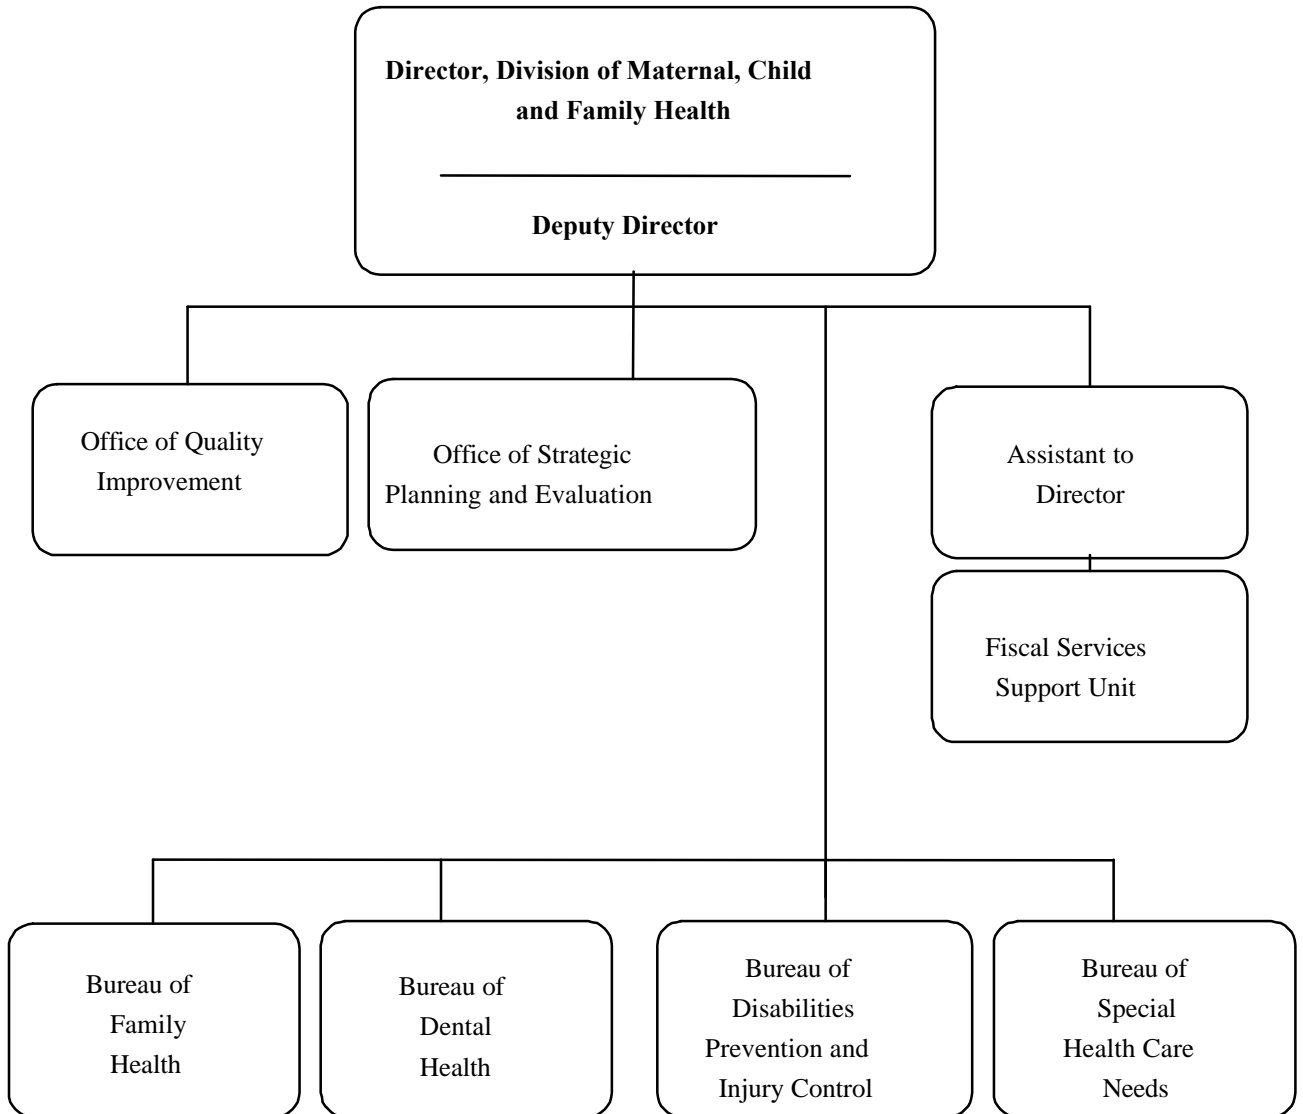 Director, Division of Maternal, Child
and Family Health
Deputy Director
Office of Quality
Improvement
Office of Strategic
Planning and Evaluation
Assistant to
Director
Fiscal Services
Support Unit
Bureau of
Family
Health
Bureau of
Dental
Health
Bureau of
Disabilities
Prevention and
Injury Control
Bureau of
Special
Health Care
Needs